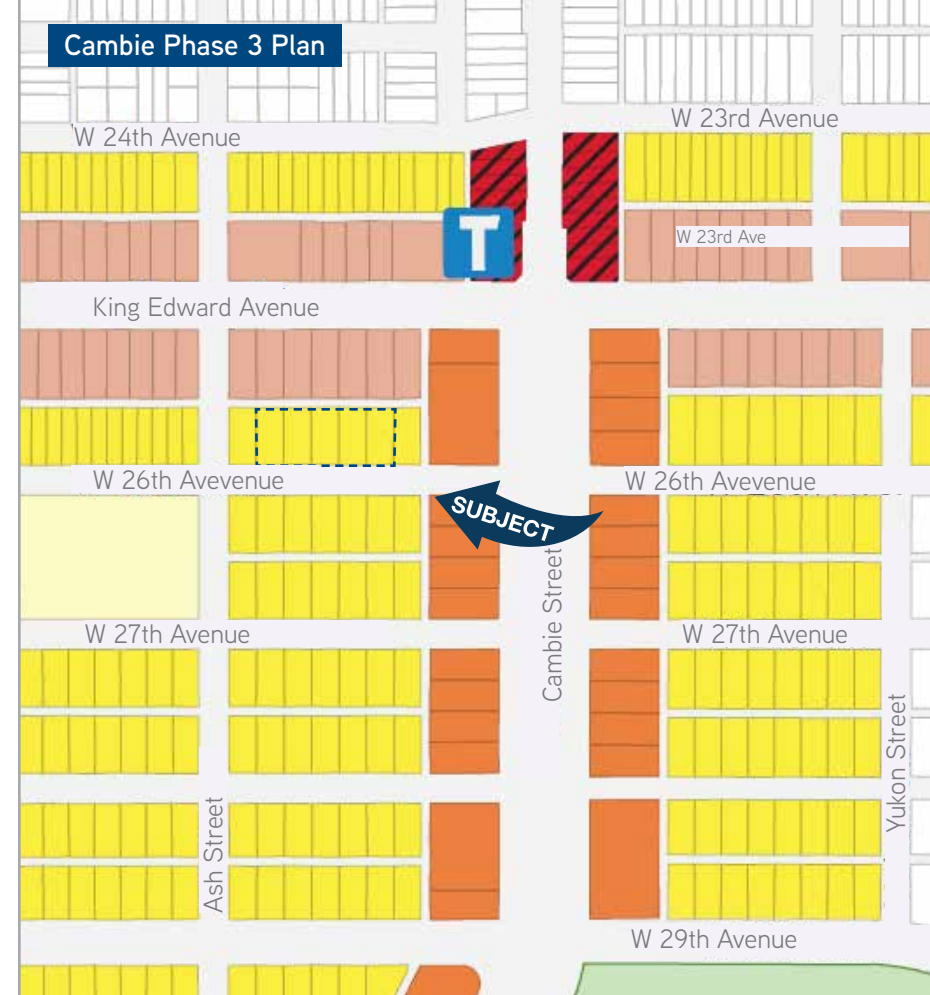 Cambie Phase 3 Plan
W 23rd Avenue
W 24th Avenue
T
W 23rd Ave
King Edward Avenue
W 26th Avevenue
W 26th Avevenue
SUBJECT
Cambie Street
W 27th Avenue
W 27th Avenue
Yukon Street
Ash Street
W 29th Avenue